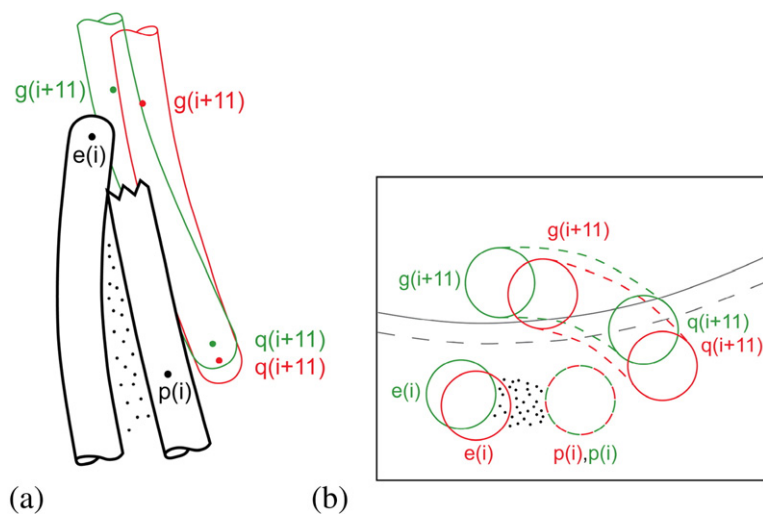 g(i+11)
g(i+11)
e(i)
q(i+11)
q(i+11)
p(i)
(a)
g(i+11)
g(i+11)
q(i+11)
q(i+11)
e(i)
e(i)
p(i),p(i)
(b)